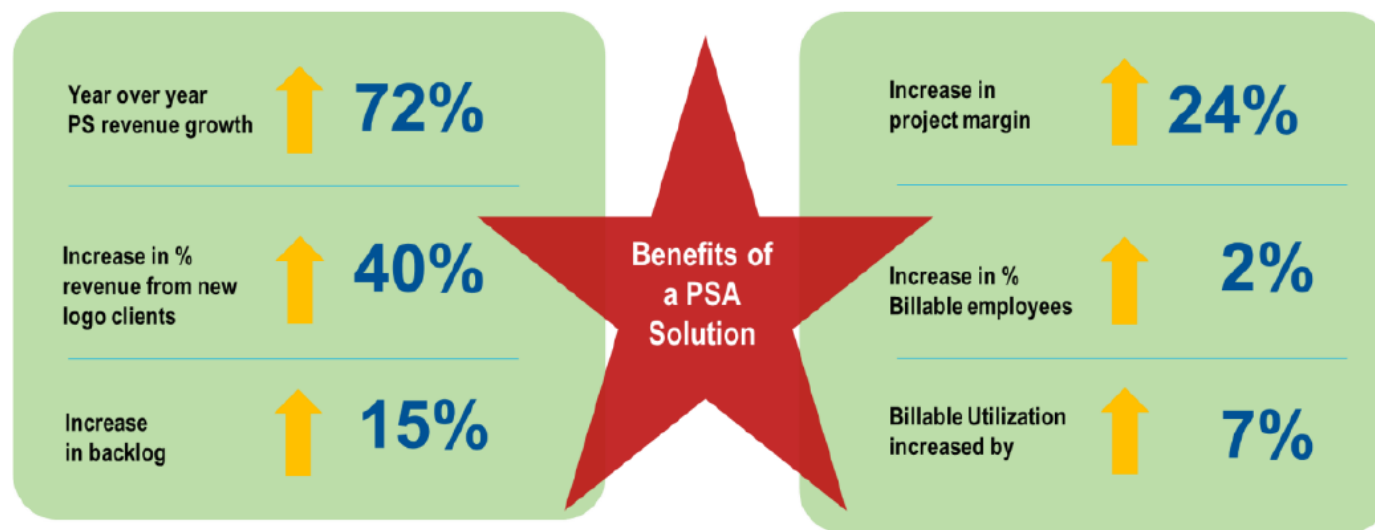 Year over year
PS revenue growth
72%
Increase in %
revenue from new
logo clients
40%
Increase
in backlog
15%
Benefits of
a PSA
Solution
Increase in
project margin
24%
Increase in %
Billable employees
2%
Billable Utilization
increased by
7%